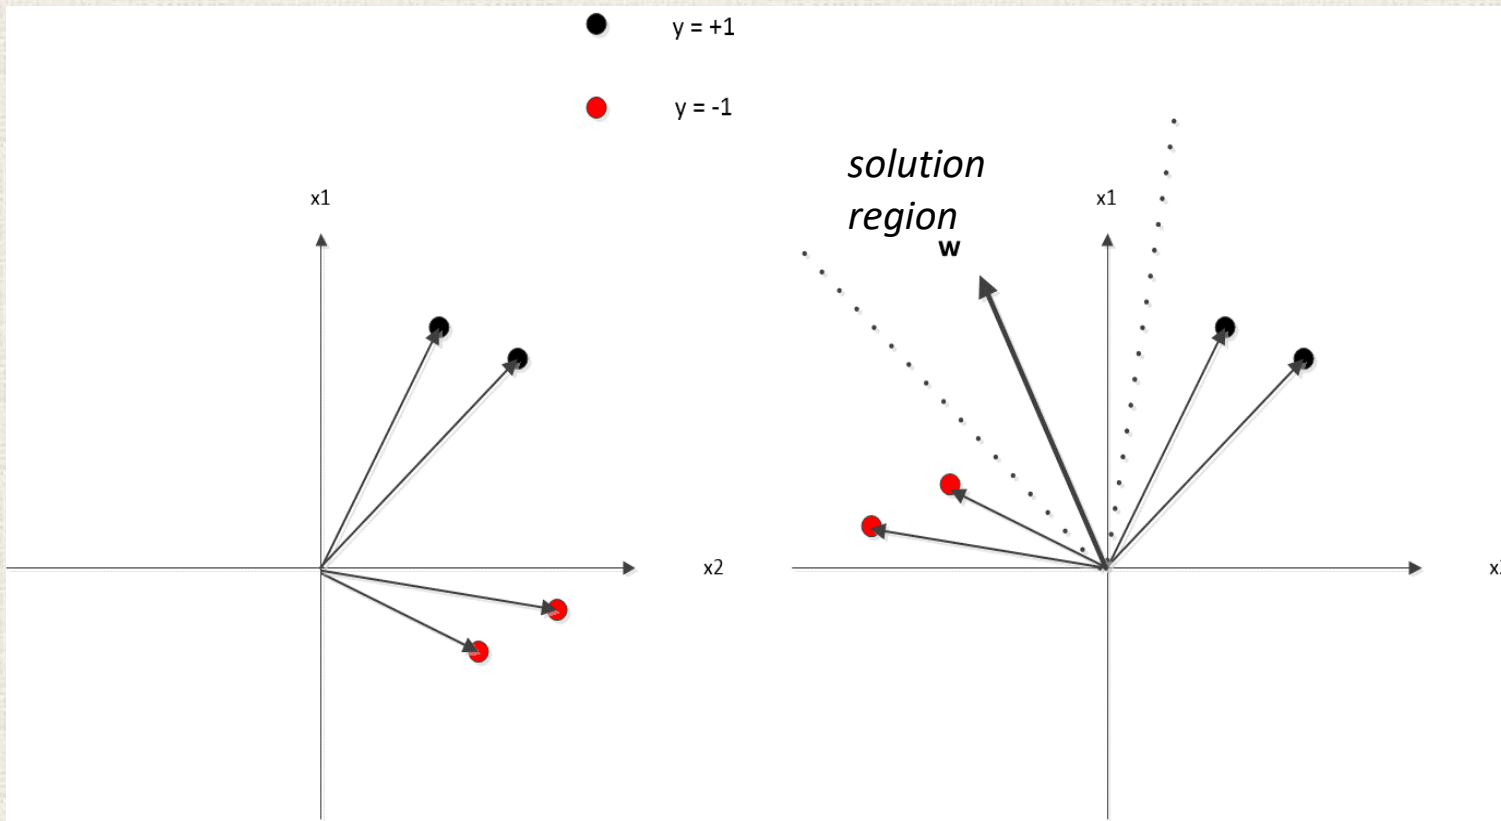 y = +1
y = -1
solution
region
w
x1
x1
x2